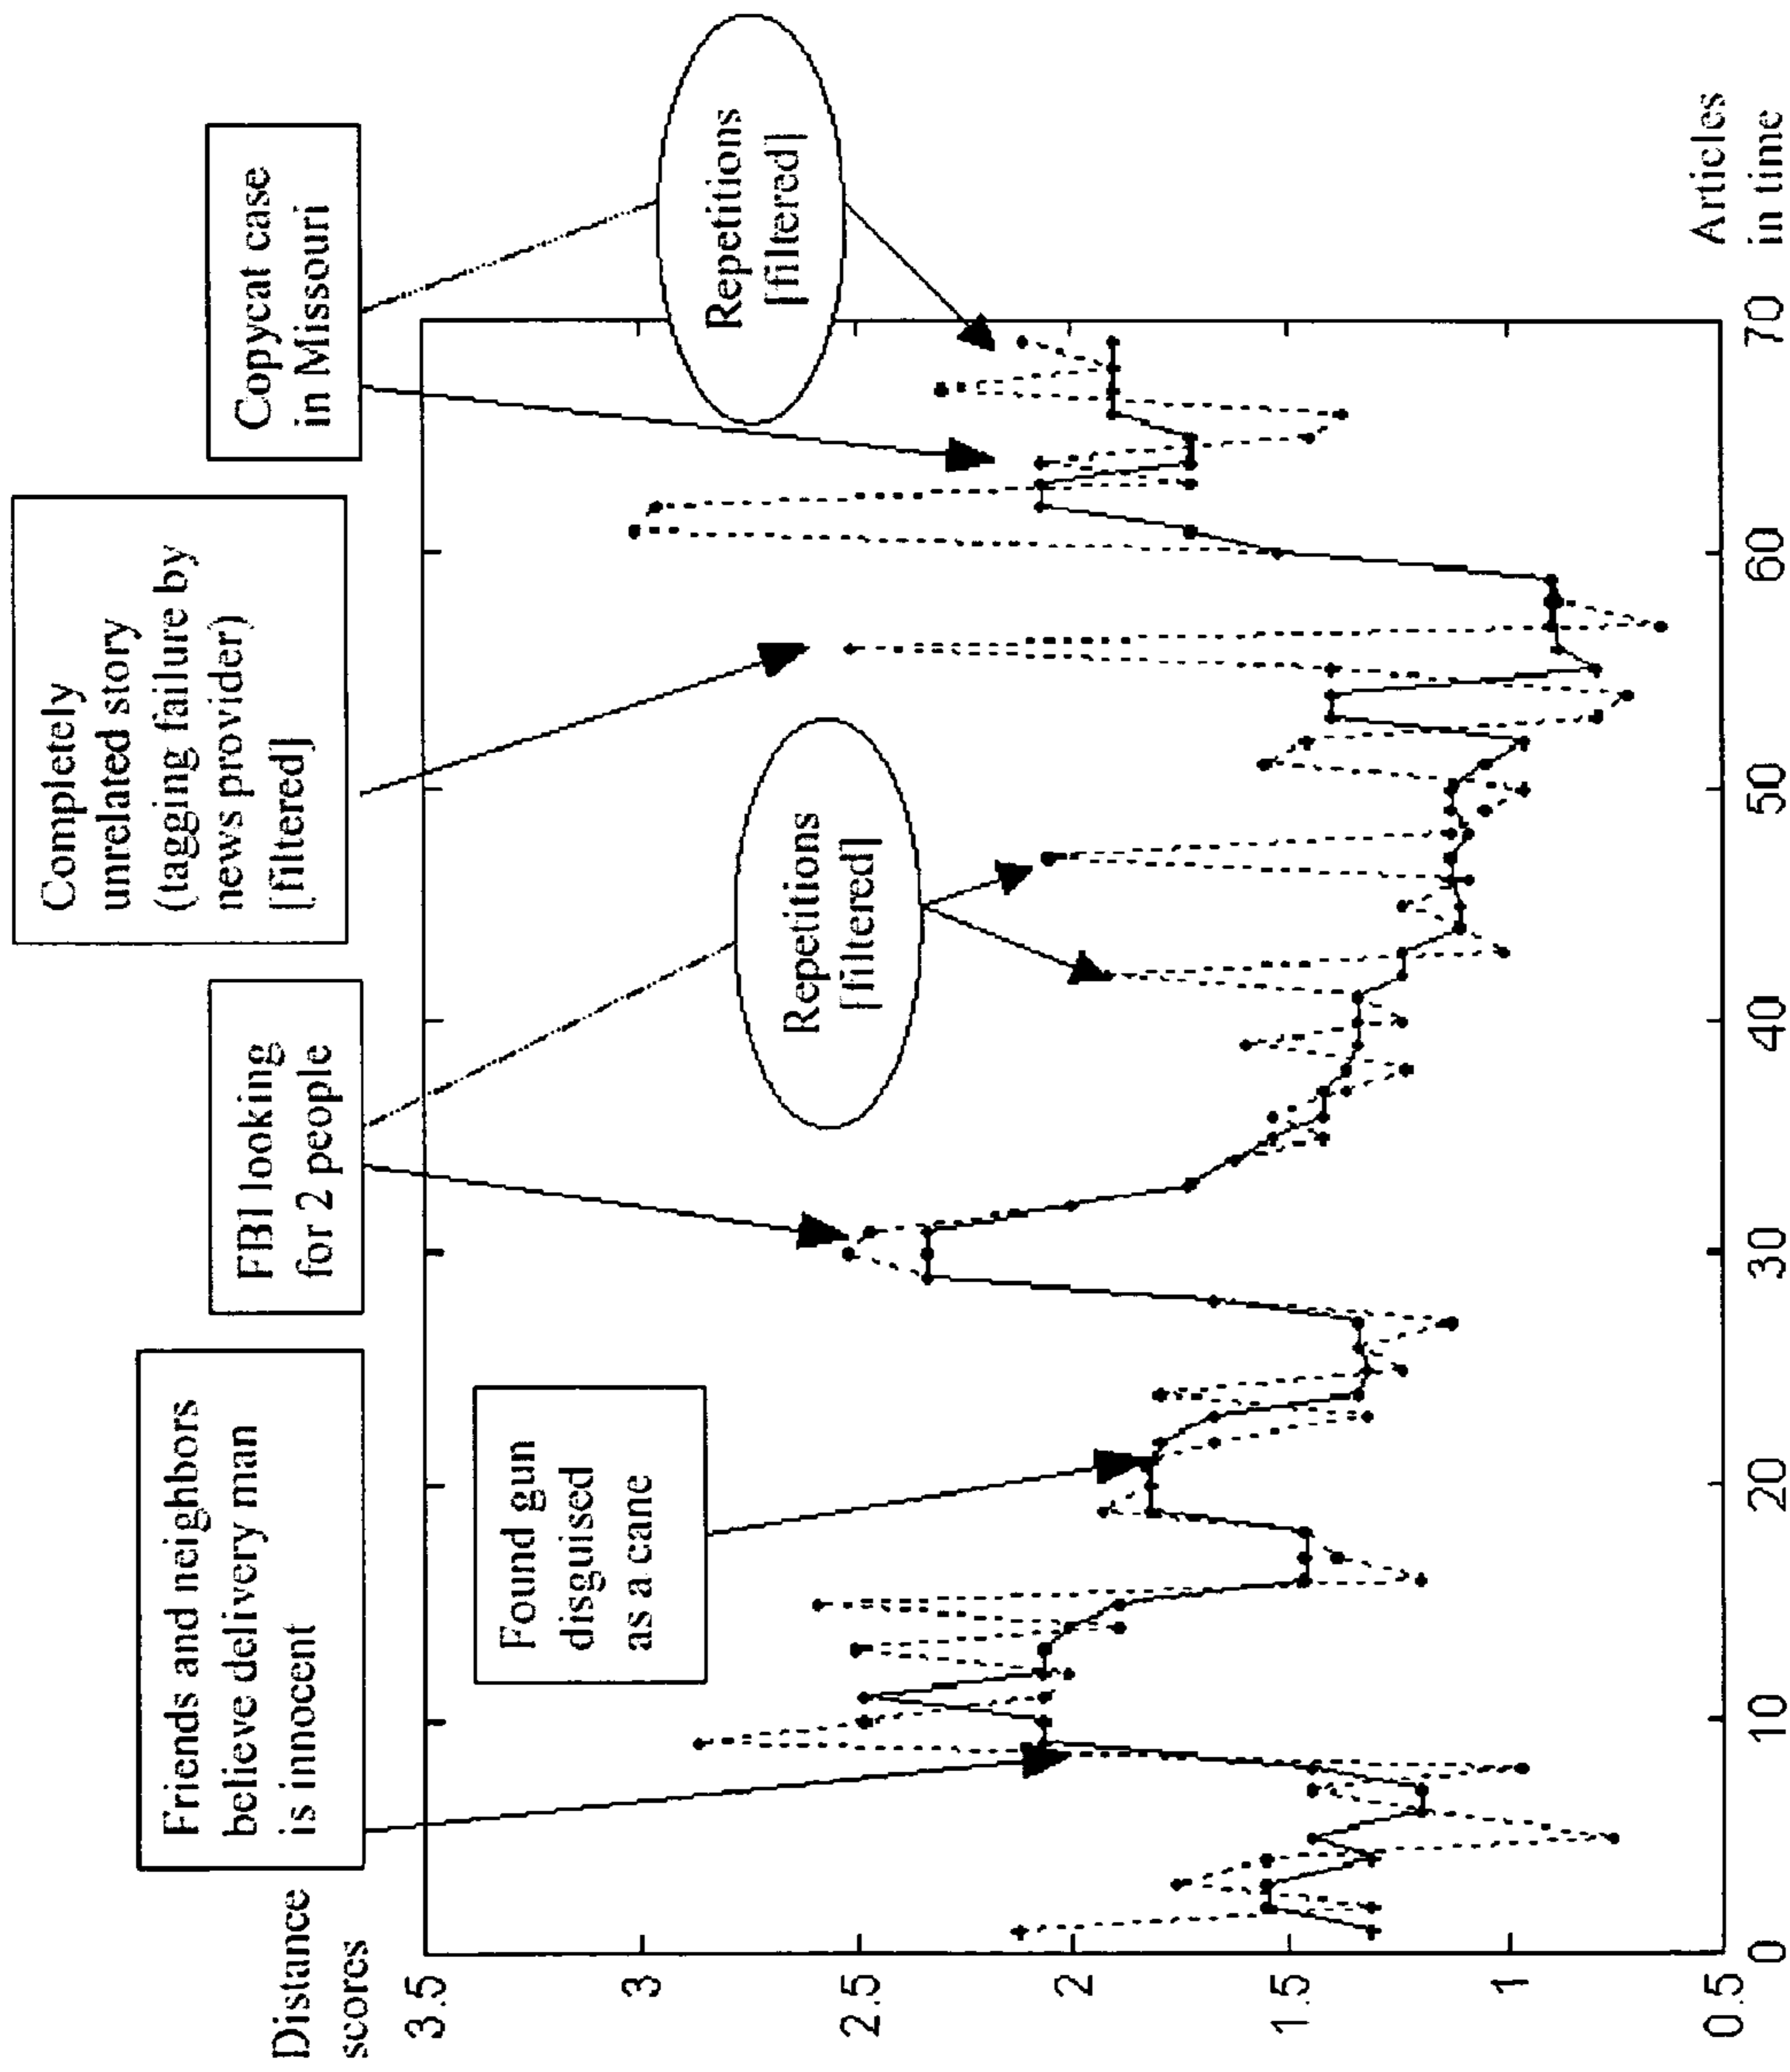 Distance
scores
Friends and neighbors
believe delivery man
is innocent
FBI looking
for 2 people
Completely
unrelated story
(tagging failure by
news provider)
[filtered]
Copycat case
in Missouri
Found gun
disguised
as a cane
Repetitions
[filtered]
Repetitions
[filtered]
3.5
3
2.5
2
1.5
1
0.5
0
10
20
30
40
50
60
70
Articles
in time